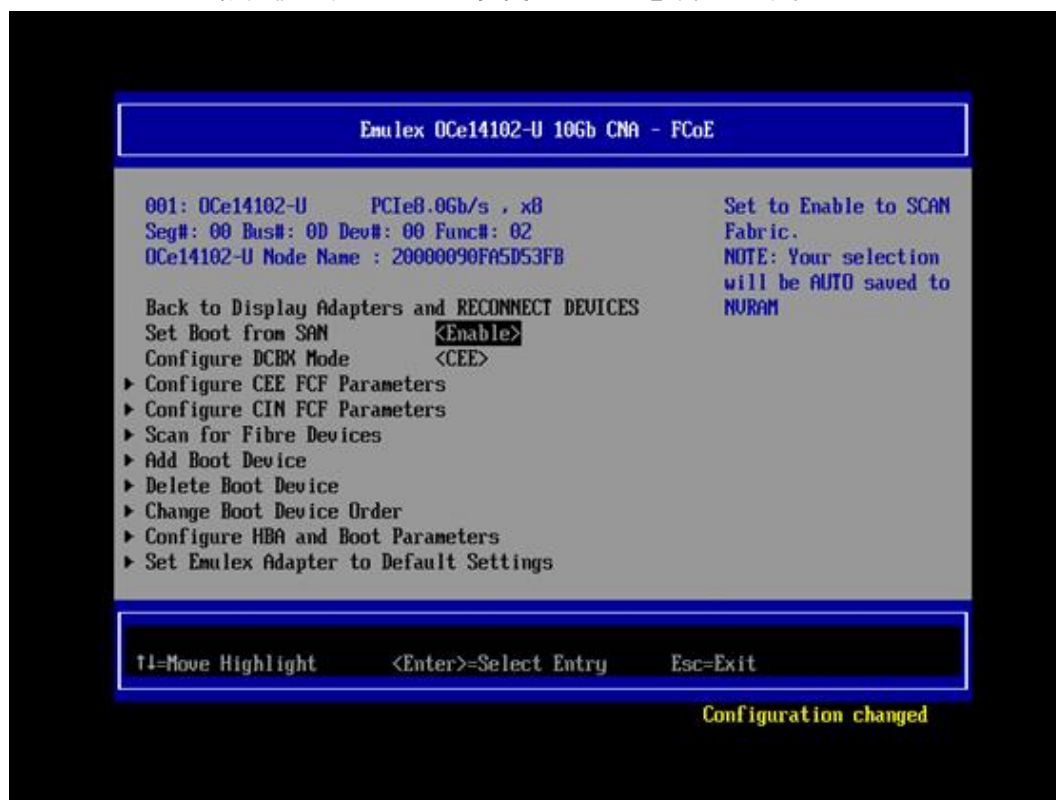 Emulex OCe14102-U 10Gb CNA - FCoE
001: OCe14102-U PCIe8.0Gb/s , x8
Seg#: 00 Bus#: 0D Dev#: 00 Func#: 02
OCe14102-U Node Name : 20000090FA5D53FB
Back to Display Adapters and RECONNECT DEVICES
Set Boot from SAN <Enable>
Configure DCBX Mode <CEE>
▶ Configure CEE FCF Parameters
▶ Configure CIN FCF Parameters
▶ Scan for Fibre Devices
▶ Add Boot Device
▶ Delete Boot Device
▶ Change Boot Device Order
▶ Configure HBA and Boot Parameters
▶ Set Emulex Adapter to Default Settings
Set to Enable to SCAN
Fabric.
NOTE: Your selection
will be AUTO saved to
NVRAM
↑↓=Move Highlight <Enter>=Select Entry Esc=Exit
Configuration changed